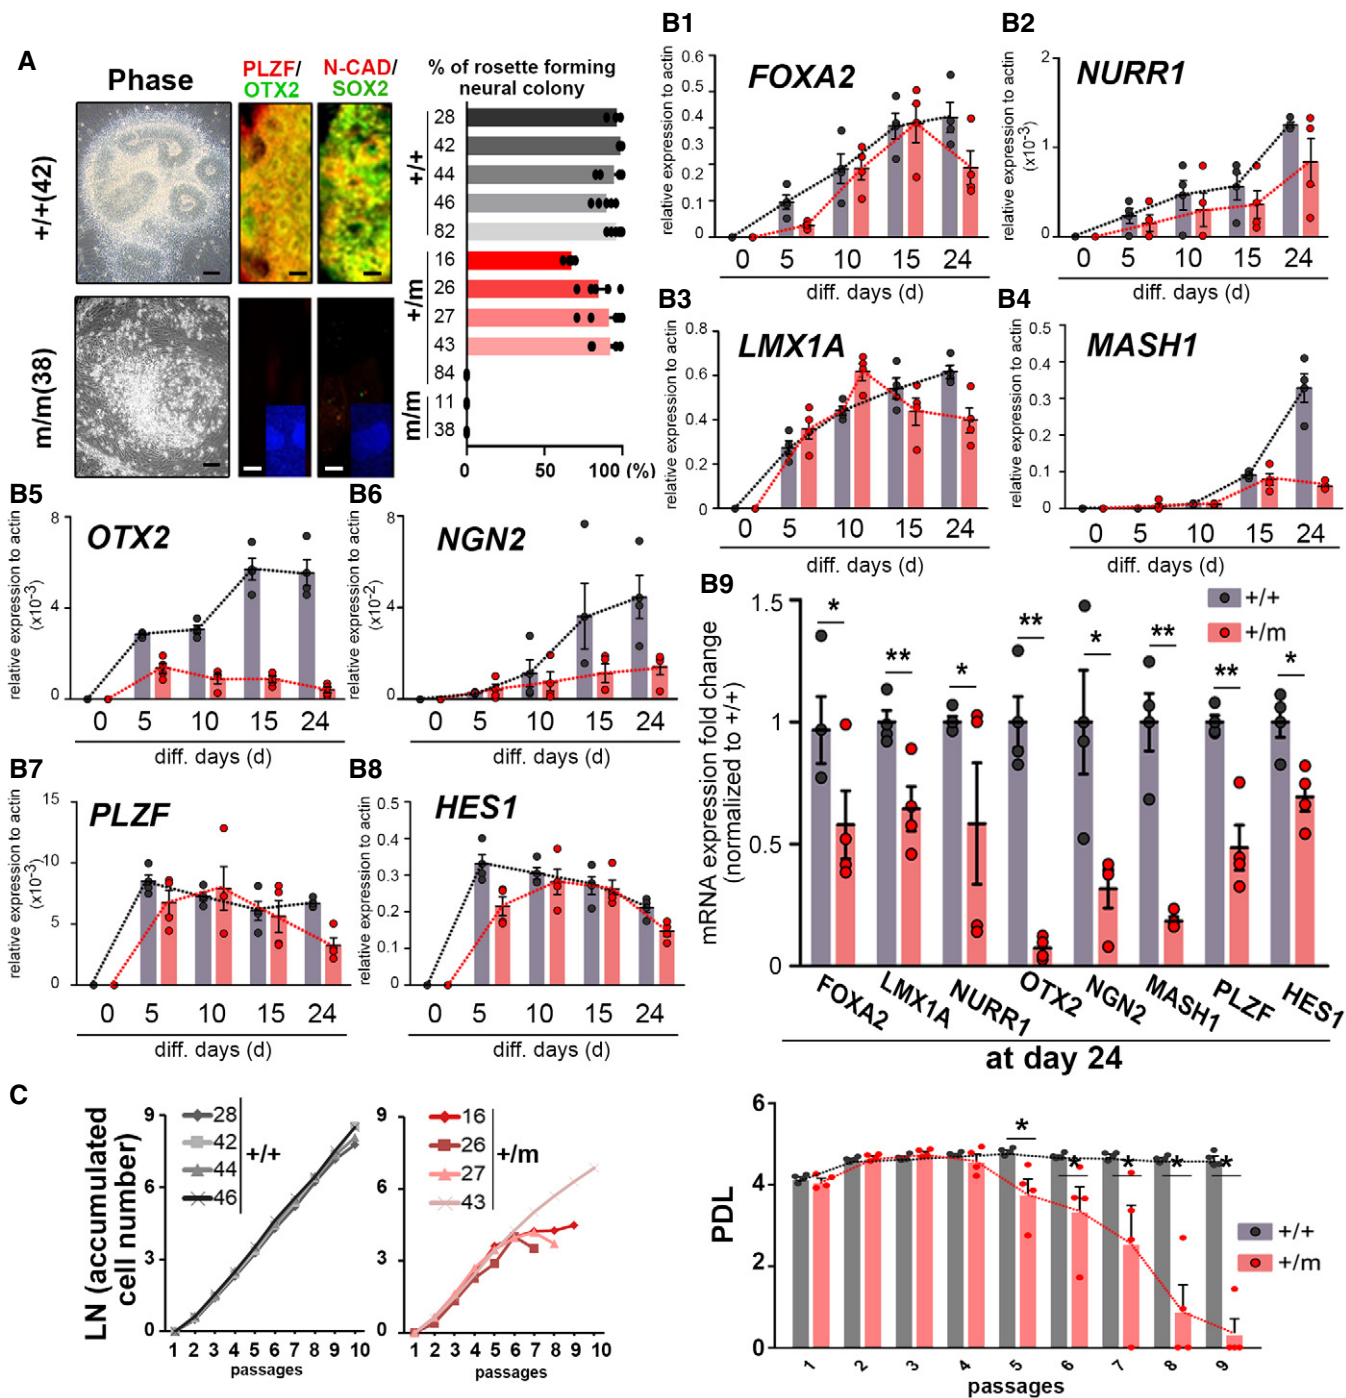 A
Phase
PLZF/
OTX2
N-CAD/
SOX2
+/+(42)
m/m(38)
% of rosette forming
neural colony
+/+
28
42
44
46
82
+/m
16
26
27
43
m/m
84
11
38
0 50 100 (%)
B1
FOXA2
relative expression to actin
0.6
0.5
0.4
0.3
0.2
0.1
0
0 5 10 15 24
diff. days (d)
B2
NURR1
relative expression to actin
(x10⁻³)
2
1
0
0 5 10 15 24
diff. days (d)
B3
LMX1A
relative expression to actin
0.8
0.6
0.4
0.2
0
0 5 10 15 24
diff. days (d)
B4
MASH1
relative expression to actin
0.5
0.4
0.3
0.2
0.1
0
0 5 10 15 24
diff. days (d)
B5
OTX2
relative expression to actin
(x10⁻³)
8
4
0
0 5 10 15 24
diff. days (d)
B6
NGN2
relative expression to actin
(x10⁻²)
8
4
0
0 5 10 15 24
diff. days (d)
B7
PLZF
relative expression to actin
(x10⁻³)
15
10
5
0
0 5 10 15 24
diff. days (d)
B8
HES1
relative expression to actin
0.5
0.4
0.3
0.2
0.1
0
0 5 10 15 24
diff. days (d)
B9
+/+
+/m
mRNA expression fold change
(normalized to +/+)
1.5
1
0.5
0
* ** * ** * ** ** *
FOXA2 LMX1A NURR1 OTX2 NGN2 MASH1 PLZF HES1
at day 24
C
LN (accumulated
cell number)
9
6
3
0
28
42
44
46
+/+
1 2 3 4 5 6 7 8 9 10
passages
9
6
3
0
16
26
27
43
+/m
1 2 3 4 5 6 7 8 9 10
passages
PDL
6
4
2
0
* * * * *
+/+
+/m
1 2 3 4 5 6 7 8 9
passages